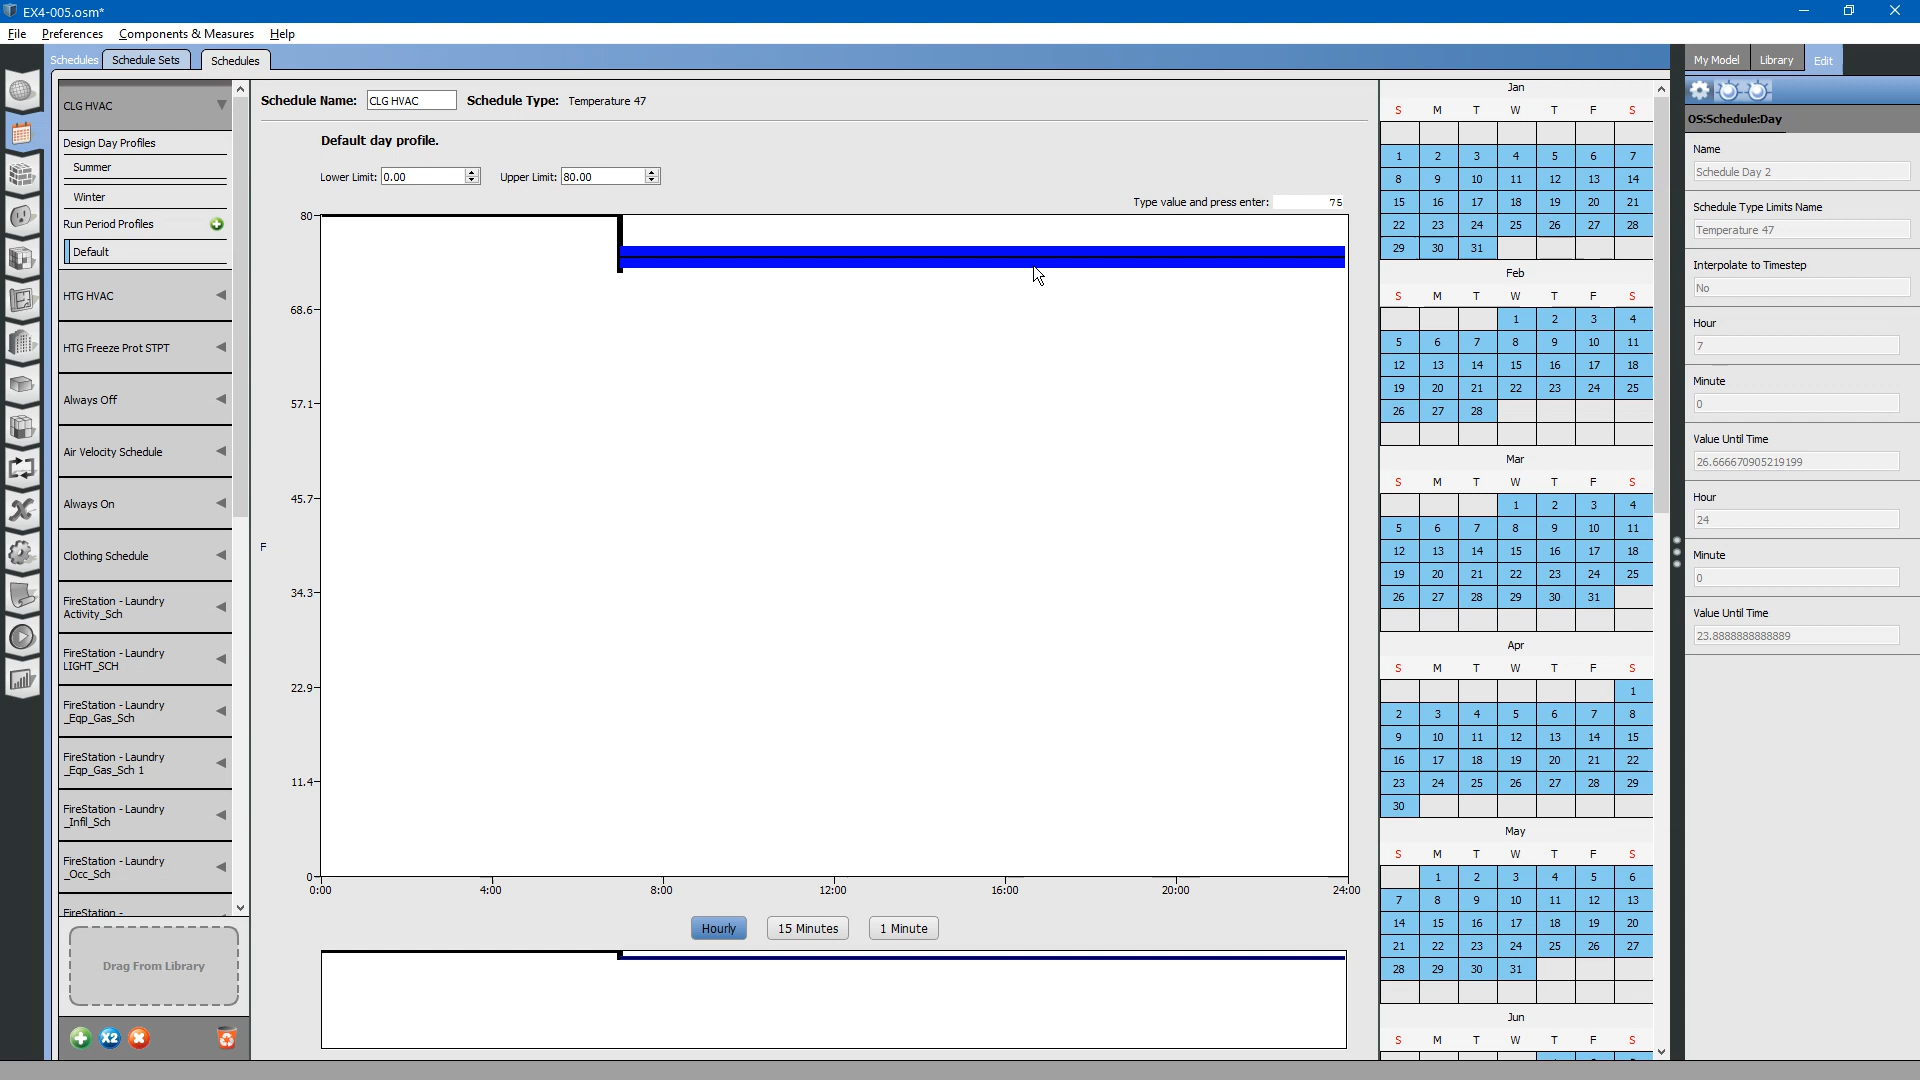 EX4-005.osm*
File Preferences Components & Measures Help
Schedules Schedule Sets Schedules
My Model Library Edit
CLG HVAC
Design Day Profiles
Summer
Winter
Run Period Profiles
Default
HTG HVAC
HTG Freeze Prot STPT
Always Off
Air Velocity Schedule
Always On
Clothing Schedule
FireStation - Laundry
Activity_Sch
FireStation - Laundry
LIGHT_SCH
FireStation - Laundry
_Eqp_Gas_Sch
FireStation - Laundry
_Eqp_Gas_Sch 1
FireStation - Laundry
_Infil_Sch
FireStation - Laundry
_Occ_Sch
FireStation -
Drag From Library
X2
Schedule Name: CLG HVAC Schedule Type: Temperature 47
Default day profile.
Lower Limit: 0.00 Upper Limit: 80.00
Type value and press enter: 75
80
68.6
57.1
45.7
F
34.3
22.9
11.4
0
0:00 4:00 8:00 12:00 16:00 20:00 24:00
Hourly 15 Minutes 1 Minute
Jan
S M T W T F S
1 2 3 4 5 6 7
8 9 10 11 12 13 14
15 16 17 18 19 20 21
22 23 24 25 26 27 28
29 30 31
Feb
S M T W T F S
1 2 3 4
5 6 7 8 9 10 11
12 13 14 15 16 17 18
19 20 21 22 23 24 25
26 27 28
Mar
S M T W T F S
1 2 3 4
5 6 7 8 9 10 11
12 13 14 15 16 17 18
19 20 21 22 23 24 25
26 27 28 29 30 31
Apr
S M T W T F S
1
2 3 4 5 6 7 8
9 10 11 12 13 14 15
16 17 18 19 20 21 22
23 24 25 26 27 28 29
30
May
S M T W T F S
1 2 3 4 5 6
7 8 9 10 11 12 13
14 15 16 17 18 19 20
21 22 23 24 25 26 27
28 29 30 31
Jun
S M T W T F S
OS:Schedule:Day
Name
Schedule Day 2
Schedule Type Limits Name
Temperature 47
Interpolate to Timestep
No
Hour
7
Minute
0
Value Until Time
26.666670905219199
Hour
24
Minute
0
Value Until Time
23.8888888888889